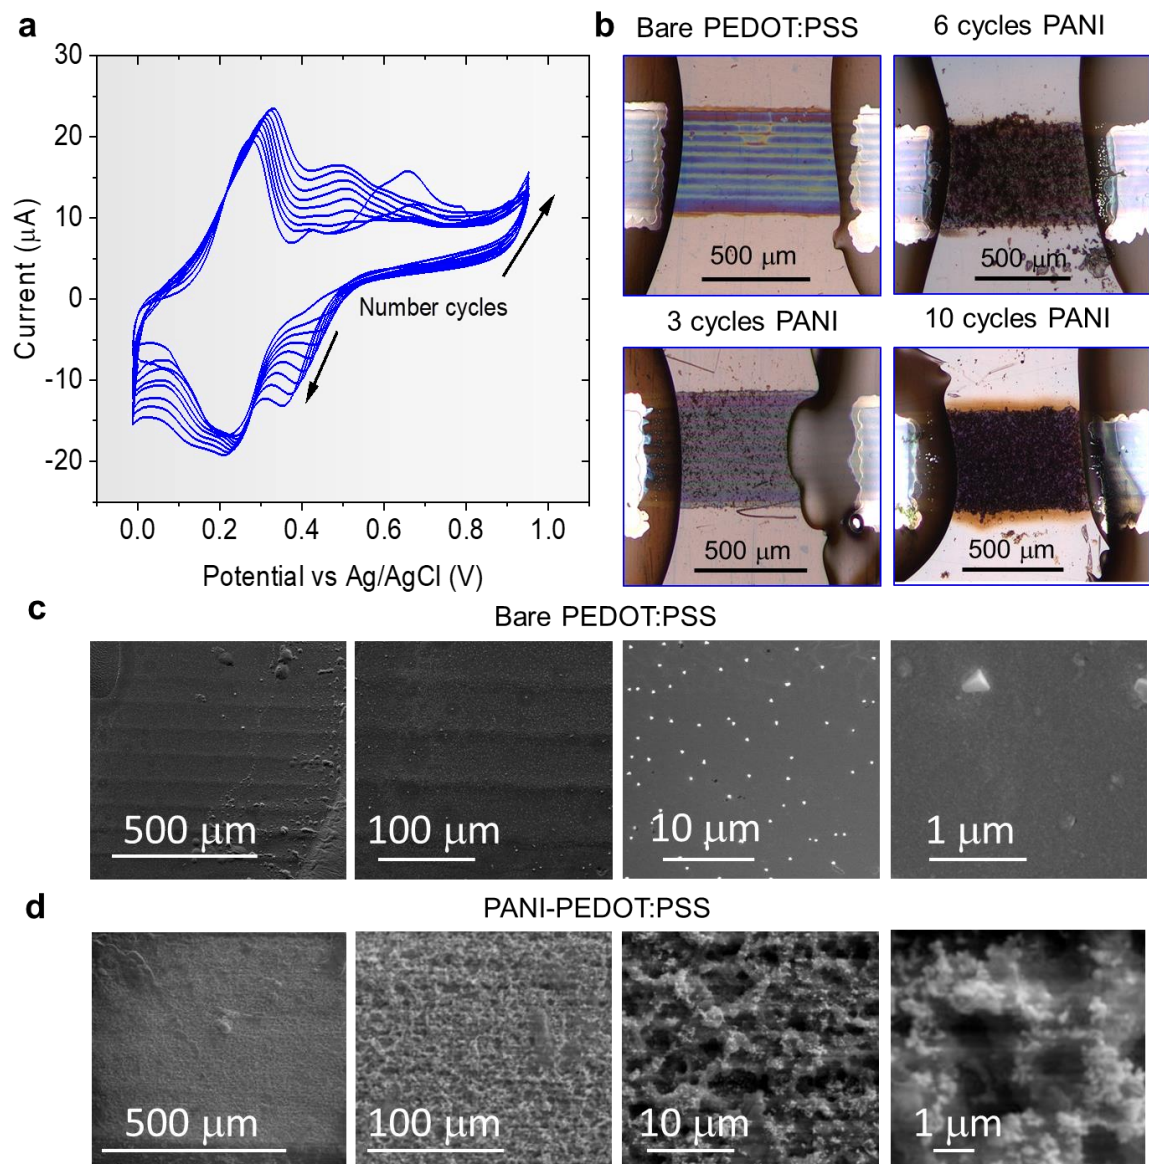 a
30
20
10
0
-10
-20
Current (μA)
Number cycles
0.0 0.2 0.4 0.6 0.8 1.0
Potential vs Ag/AgCl (V)
b
Bare PEDOT:PSS
6 cycles PANI
500 μm
500 μm
3 cycles PANI
10 cycles PANI
500 μm
500 μm
c
Bare PEDOT:PSS
500 μm
100 μm
10 μm
1 μm
d
PANI-PEDOT:PSS
500 μm
100 μm
10 μm
1 μm